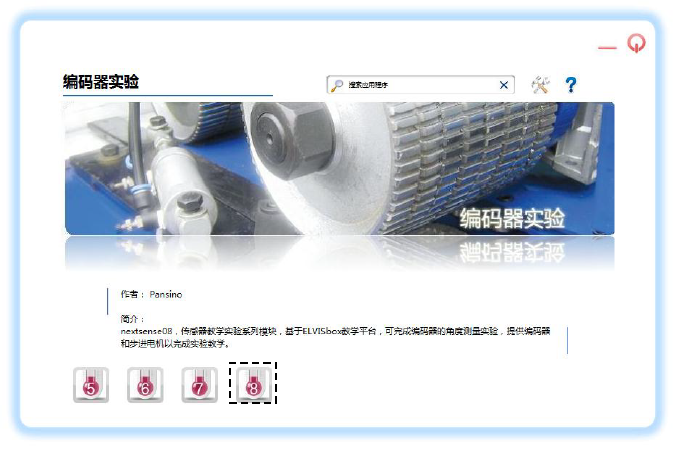 编码器实验
搜索应用程序
编码器实验
作者： Pansino
简介：
nextsense08，传感器教学实验系列模块，基于ELVISbox教学平台，可完成编码器的角度测量实验，提供编码器
和步进电机以完成实验教学。
5 6 7 8